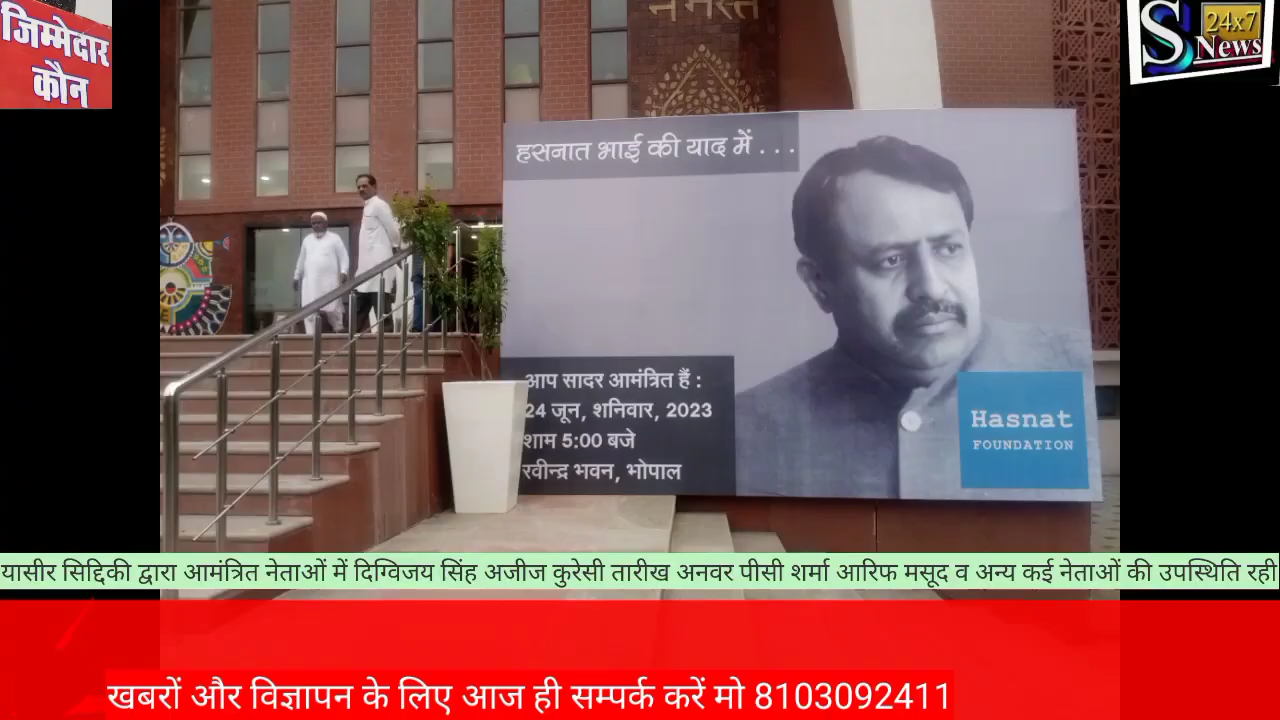 जिम्मेदार
कौन
S 24x7
News
नमस्ते
हसनात भाई की याद में . . .
आप सादर आमंत्रित हैं :
24 जून, शनिवार, 2023
शाम 5:00 बजे
रवीन्द्र भवन, भोपाल
Hasnat
FOUNDATION
यासीर सिद्दिकी द्वारा आमंत्रित नेताओं में दिग्विजय सिंह अजीज कुरेसी तारीख अनवर पीसी शर्मा आरिफ मसूद व अन्य कई नेताओं की उपस्थिति रही
खबरों और विज्ञापन के लिए आज ही सम्पर्क करें मो 8103092411